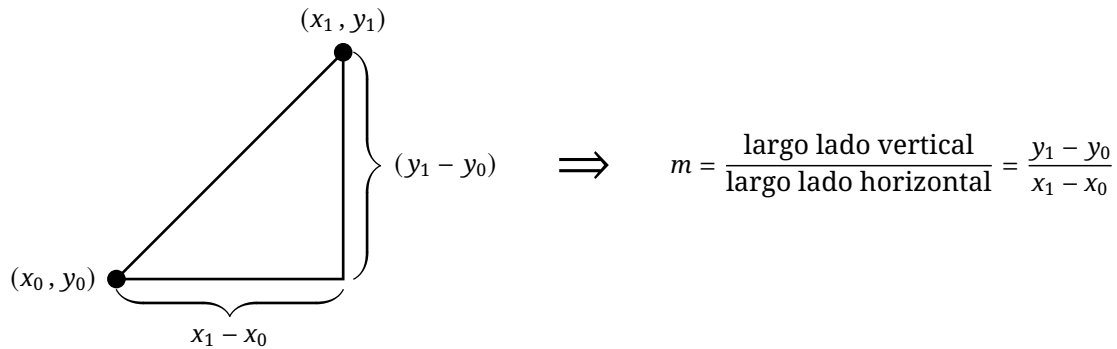 (x₁ , y₁)
(y₁ − y₀)
⟹
m = largo lado vertical / largo lado horizontal = y₁ − y₀ / x₁ − x₀
(x₀ , y₀)
x₁ − x₀